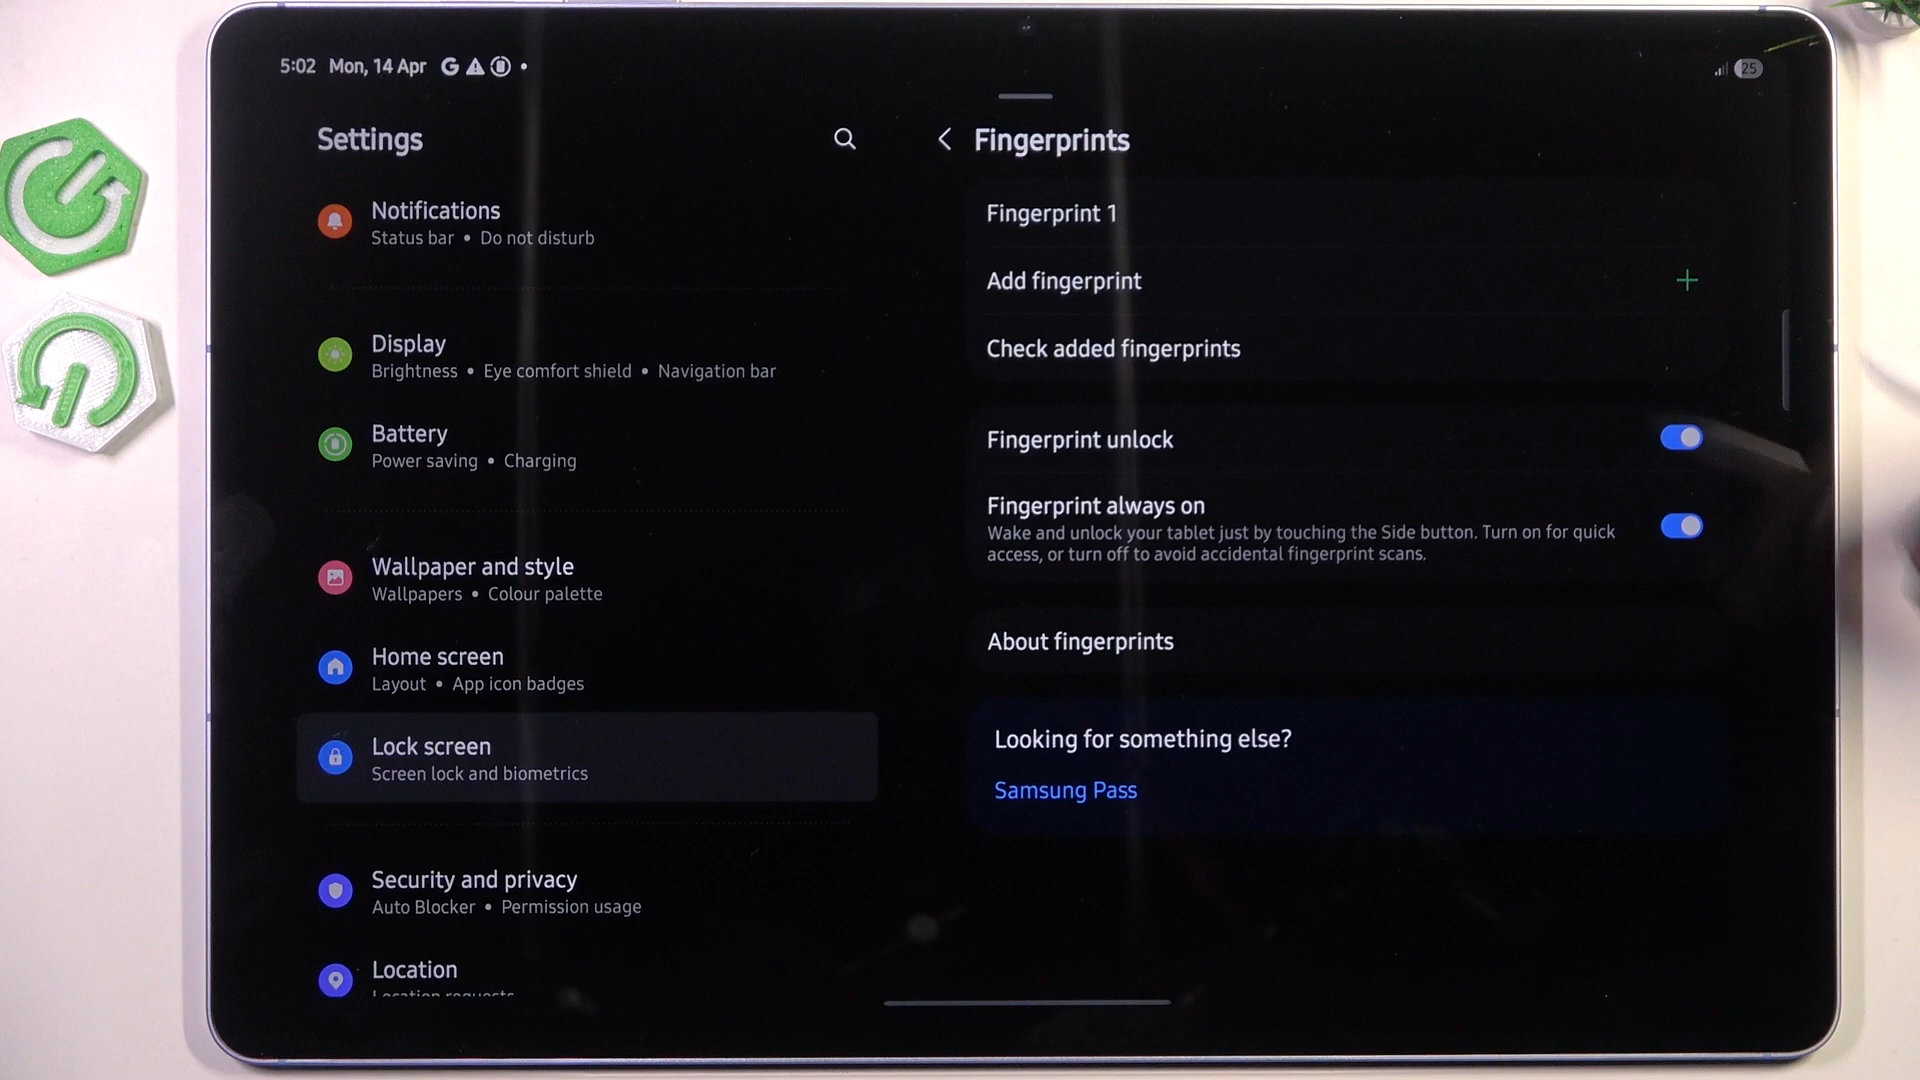 5:02 Mon, 14 Apr
25
Settings
Notifications
Status bar • Do not disturb
Display
Brightness • Eye comfort shield • Navigation bar
Battery
Power saving • Charging
Wallpaper and style
Wallpapers • Colour palette
Home screen
Layout • App icon badges
Lock screen
Screen lock and biometrics
Security and privacy
Auto Blocker • Permission usage
Location
Location requests
Fingerprints
Fingerprint 1
Add fingerprint
Check added fingerprints
Fingerprint unlock
Fingerprint always on
Wake and unlock your tablet just by touching the Side button. Turn on for quick
access, or turn off to avoid accidental fingerprint scans.
About fingerprints
Looking for something else?
Samsung Pass